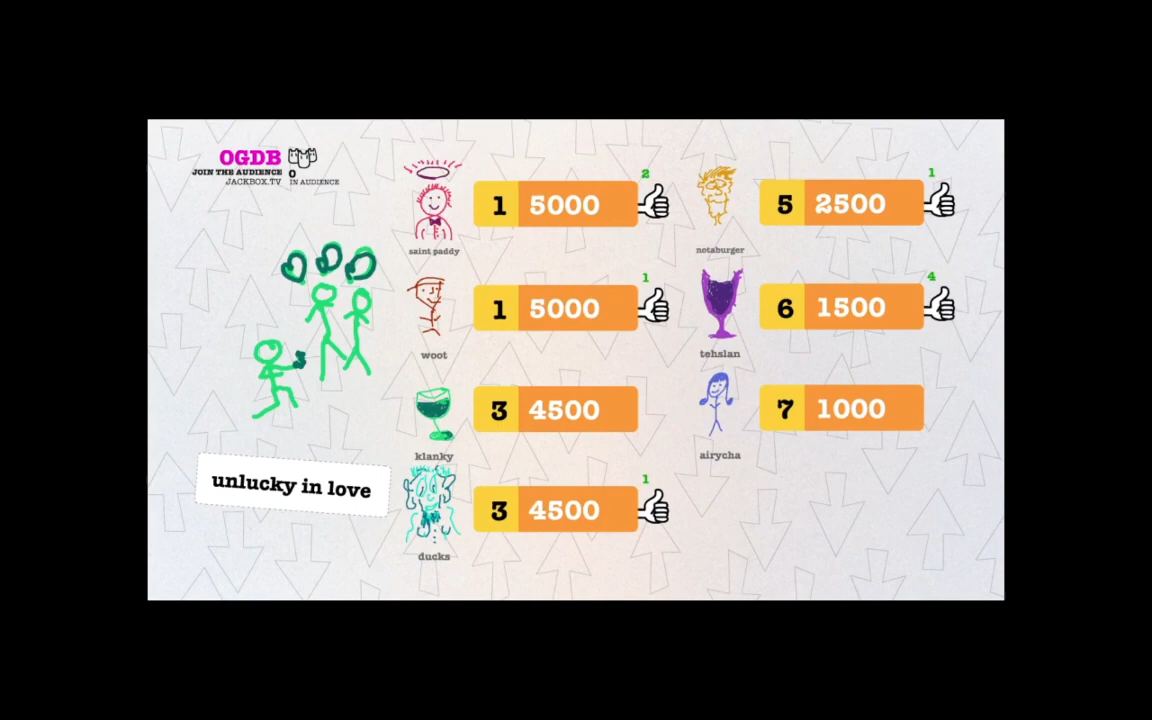 OGDB
JOIN THE AUDIENCE
JACKBOX.TV
0
IN AUDIENCE
unlucky in love
1 5000
2
saint paddy
1 5000
1
woot
3 4500
klanky
3 4500
1
ducks
5 2500
1
notaburger
6 1500
4
tehslan
7 1000
airycha